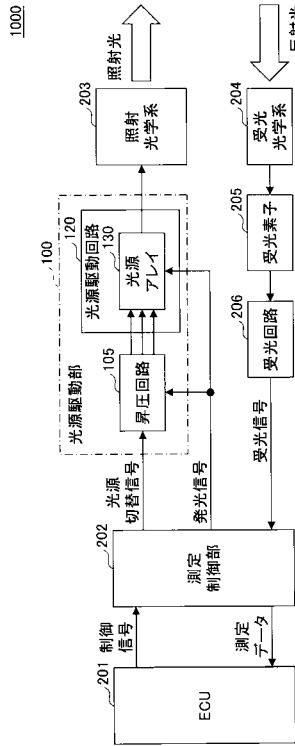 1000
照射光
反射光
203
照射
光学系
204
受光
光学系
205
受光素子
206
受光回路
100
光源駆動部
120
光源駆動回路
130
光源
アレイ
105
昇圧回路
光源
切替信号
発光信号
受光信号
202
測定
制御部
制御
信号
測定
データ
201
ECU